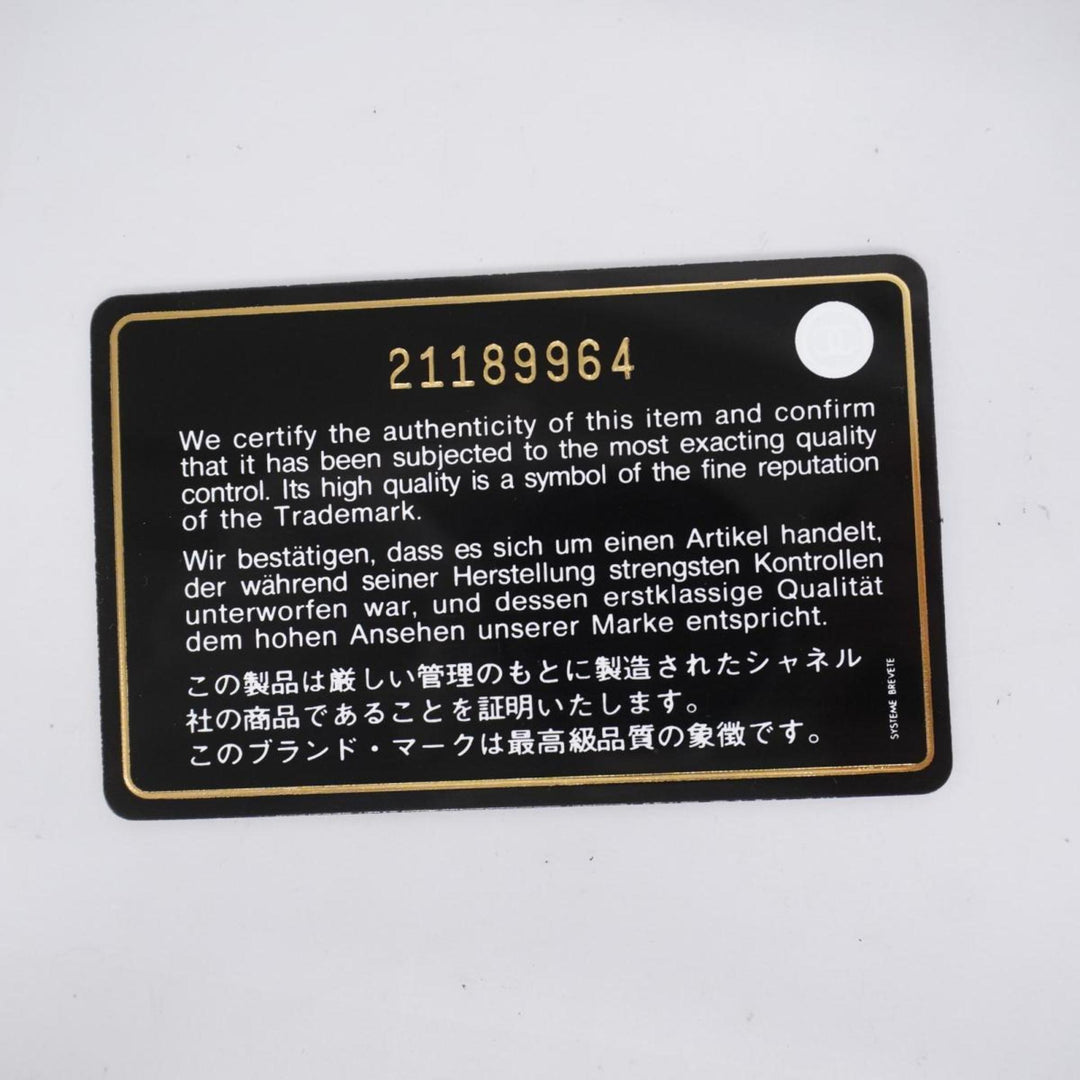 21189964
We certify the authenticity of this item and confirm
that it has been subjected to the most exacting quality
control. Its high quality is a symbol of the fine reputation
of the Trademark.
Wir bestätigen, dass es sich um einen Artikel handelt,
der während seiner Herstellung strengsten Kontrollen
unterworfen war, und dessen erstklassige Qualität
dem hohen Ansehen unserer Marke entspricht.
この製品は厳しい管理のもとに製造されたシャネル
社の商品であることを証明いたします。
このブランド・マークは最高級品質の象徴です。
SYSTEME BREVETE